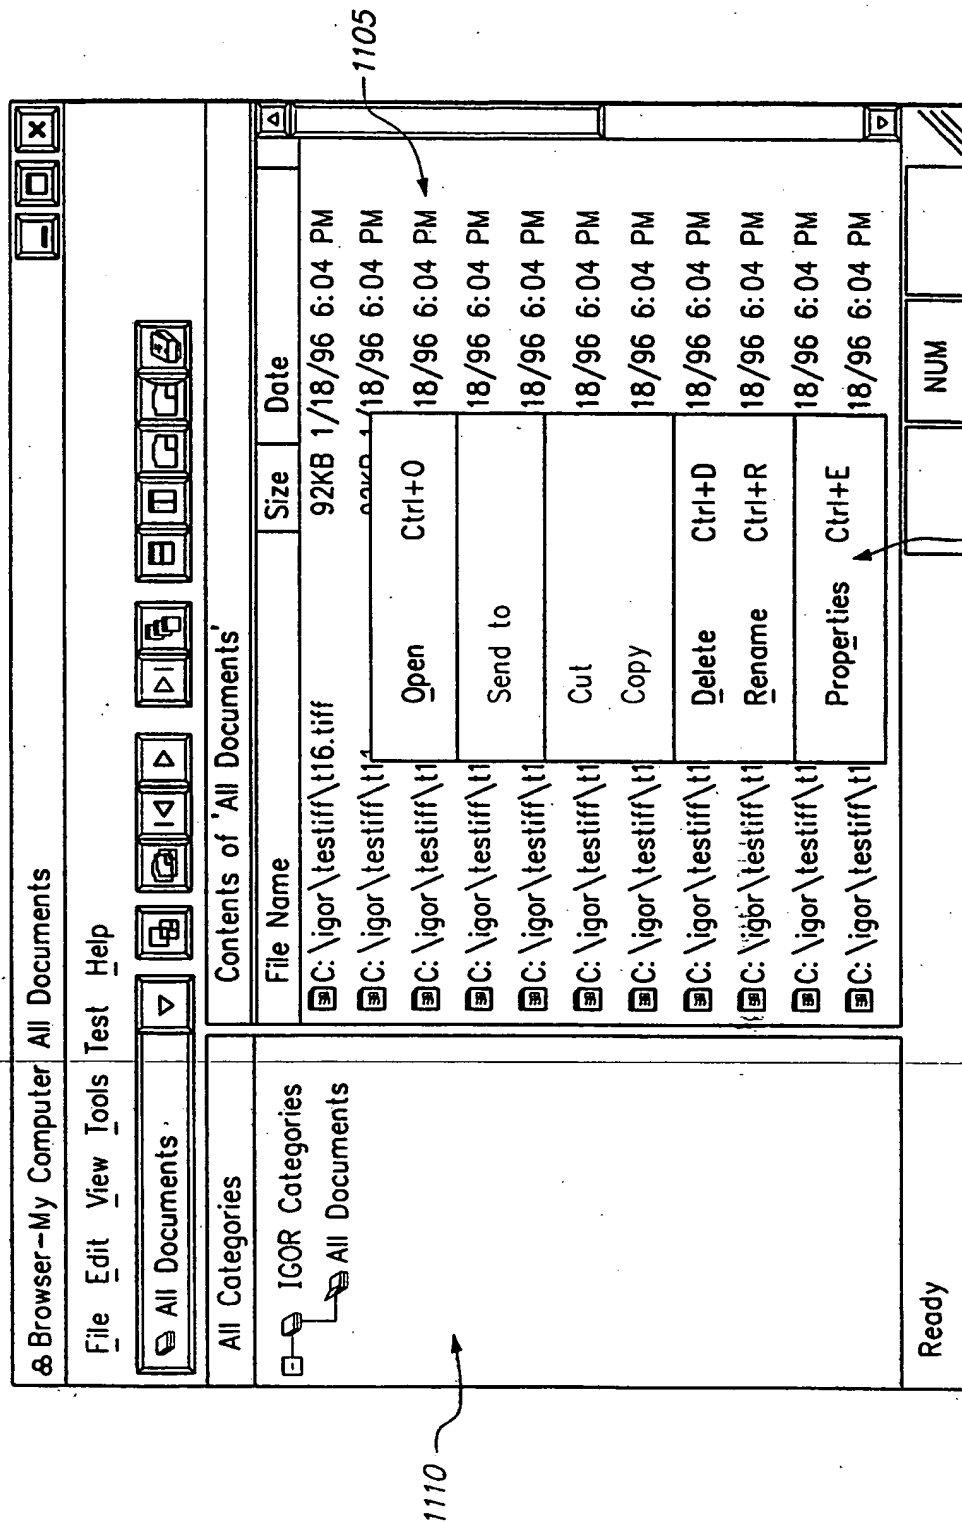 Browser-My Computer All Documents
File Edit View Tools Test Help
All Documents
All Categories
Contents of 'All Documents'
File Name Size Date
IGOR Categories
All Documents
C:\igor\testiff\t16.tiff 92KB 1/18/96 6:04 PM
C:\igor\testiff\t1 /18/96 6:04 PM
C:\igor\testiff\t1 18/96 6:04 PM
C:\igor\testiff\t1 18/96 6:04 PM
C:\igor\testiff\t1 18/96 6:04 PM
C:\igor\testiff\t1 18/96 6:04 PM
C:\igor\testiff\t1 18/96 6:04 PM
C:\igor\testiff\t1 18/96 6:04 PM
C:\igor\testiff\t1 18/96 6:04 PM
C:\igor\testiff\t1 18/96 6:04 PM
C:\igor\testiff\t1 18/96 6:04 PM
Open Ctrl+O
Send to
Cut
Copy
Delete Ctrl+D
Rename Ctrl+R
Properties Ctrl+E
Ready
NUM
1105
1110